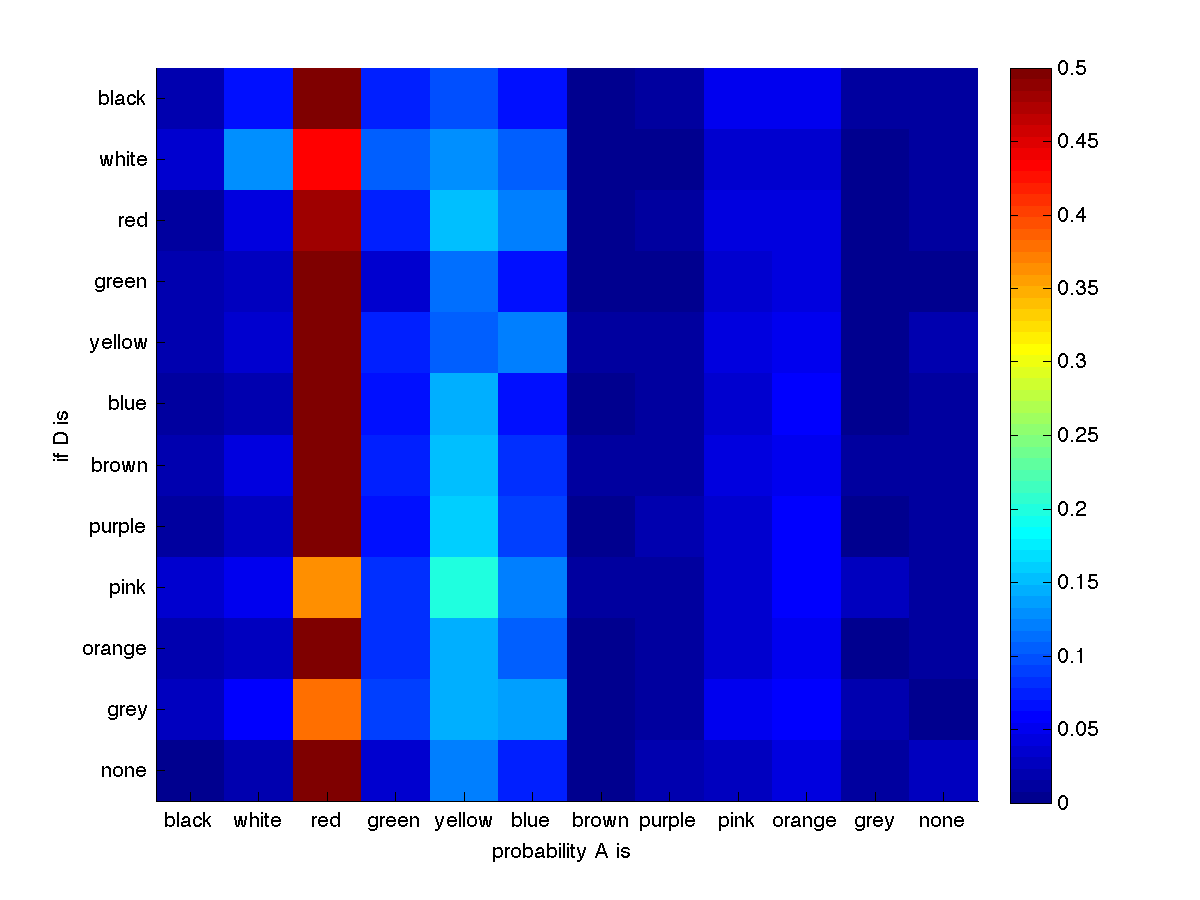 black
white
red
green
yellow
blue
brown
purple
pink
orange
grey
none
if D is
black white red green yellow blue brown purple pink orange grey none
probability A is
0.5
0.45
0.4
0.35
0.3
0.25
0.2
0.15
0.1
0.05
0